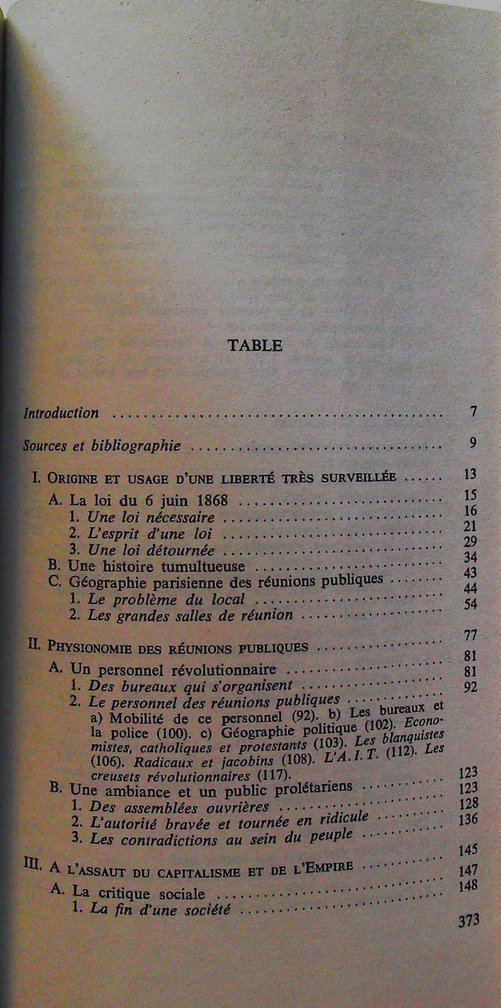 TABLE
Introduction ........................................ 7
Sources et bibliographie ............................... 9
I. ORIGINE ET USAGE D'UNE LIBERTÉ TRÈS SURVEILLÉE ...... 13
A. La loi du 6 juin 1868 ......................... 15
1. Une loi nécessaire ........................... 16
2. L'esprit d'une loi ............................ 21
3. Une loi détournée ........................... 29
B. Une histoire tumultueuse ........................ 34
C. Géographie parisienne des réunions publiques ........ 43
1. Le problème du local ........................ 44
2. Les grandes salles de réunion ................. 54
II. PHYSIONOMIE DES RÉUNIONS PUBLIQUES ................ 77
A. Un personnel révolutionnaire .................... 81
1. Des bureaux qui s'organisent .................. 81
2. Le personnel des réunions publiques ............ 92
a) Mobilité de ce personnel (92). b) Les bureaux et
la police (100). c) Géographie politique (102). Econo-
mistes, catholiques et protestants (103). Les blanquistes
(106). Radicaux et jacobins (108). L'A.I.T. (112). Les
creusets révolutionnaires (117).
B. Une ambiance et un public prolétariens ............ 123
1. Des assemblées ouvrières ..................... 123
2. L'autorité bravée et tournée en ridicule ........ 128
3. Les contradictions au sein du peuple ........... 136
III. A L'ASSAUT DU CAPITALISME ET DE L'EMPIRE ........... 145
A. La critique sociale ............................. 147
1. La fin d'une société .......................... 148
373